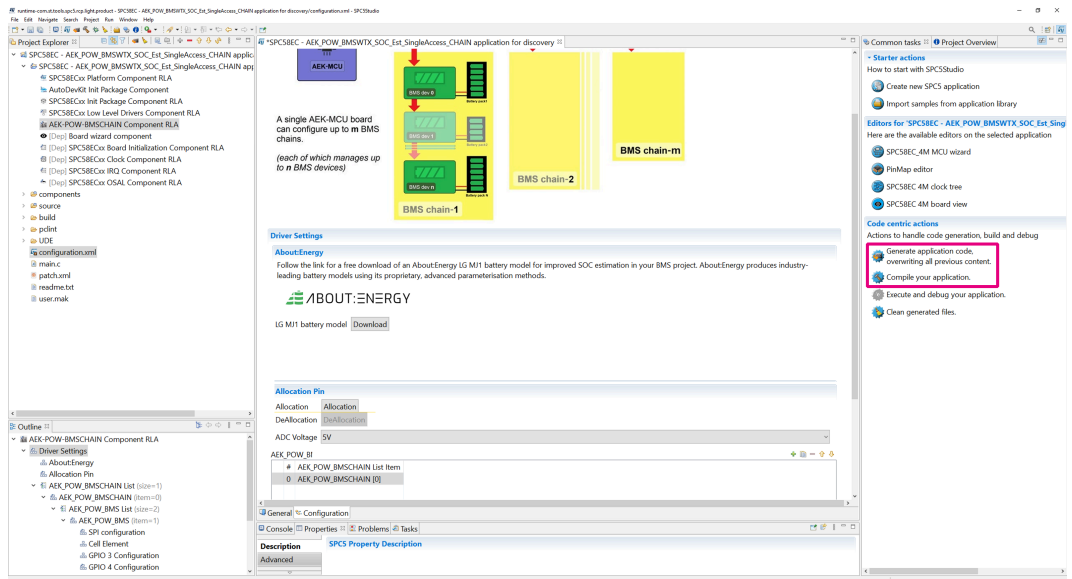 runtime-com.st.tools.spc5.rcp.light.product - SPC58EC - AEK_POW_BMSWTX_SOC_Est_SingleAccess_CHAIN application for discovery/configuration.xml - SPC5Studio
File Edit Navigate Search Project Run Window Help
Project Explorer
SPC58EC - AEK_POW_BMSWTX_SOC_Est_SingleAccess_CHAIN applic
SPC58EC - AEK_POW_BMSWTX_SOC_Est_SingleAccess_CHAIN app
SPC58ECxx Platform Component RLA
AutoDevKit Init Package Component
SPC58ECxx Init Package Component RLA
SPC58ECxx Low Level Drivers Component RLA
AEK-POW-BMSCHAIN Component RLA
[Dep] Board wizard component
[Dep] SPC58ECxx Board Initialization Component RLA
[Dep] SPC58ECxx Clock Component RLA
[Dep] SPC58ECxx IRQ Component RLA
[Dep] SPC58ECxx OSAL Component RLA
components
source
build
pclint
UDE
configuration.xml
main.c
patch.xml
readme.txt
user.mak
Outline
AEK-POW-BMSCHAIN Component RLA
Driver Settings
About:Energy
Allocation Pin
AEK_POW_BMSCHAIN List (size=1)
AEK_POW_BMSCHAIN (item=0)
AEK_POW_BMS List (size=2)
AEK_POW_BMS (item=1)
SPI configuration
Cell Element
GPIO 3 Configuration
GPIO 4 Configuration
*SPC58EC - AEK_POW_BMSWTX_SOC_Est_SingleAccess_CHAIN application for discovery
AEK-MCU
BMS dev 0
Battery pack1
A single AEK-MCU board
can configure up to m BMS
chains.
(each of which manages up
to n BMS devices)
BMS dev 1
BMS dev n
BMS chain-1
BMS chain-2
BMS chain-m
Driver Settings
About:Energy
Follow the link for a free download of an About:Energy LG MJ1 battery model for improved SOC estimation in your BMS project. About:Energy produces industry-
leading battery models using its proprietary, advanced parameterisation methods.
ABOUT:ENERGY
LG MJ1 battery model Download
Allocation Pin
Allocation Allocation
DeAllocation DeAllocation
ADC Voltage 5V
AEK_POW_BI
# AEK_POW_BMSCHAIN List Item
0 AEK_POW_BMSCHAIN [0]
General Configuration
Console Properties Problems Tasks
Description SPC5 Property Description
Advanced
Common tasks Project Overview
Starter actions
How to start with SPC5Studio
Create new SPC5 application
Import samples from application library
Editors for 'SPC58EC - AEK_POW_BMSWTX_SOC_Est_Sing
Here are the available editors on the selected application
SPC58EC_4M MCU wizard
PinMap editor
SPC58EC 4M clock tree
SPC58EC 4M board view
Code centric actions
Actions to handle code generation, build and debug
Generate application code,
overwriting all previous content.
Compile your application.
Execute and debug your application.
Clean generated files.